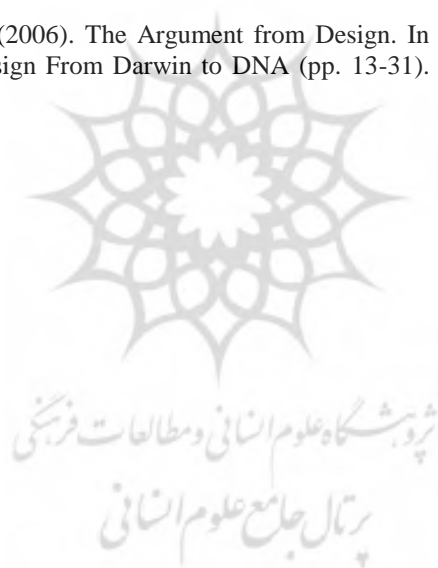 (2006). The Argument from Design. In
sign From Darwin to DNA (pp. 13-31).
پژوهشگاه علوم انسانی و مطالعات فرهنگی
پرتال جامع علوم انسانی